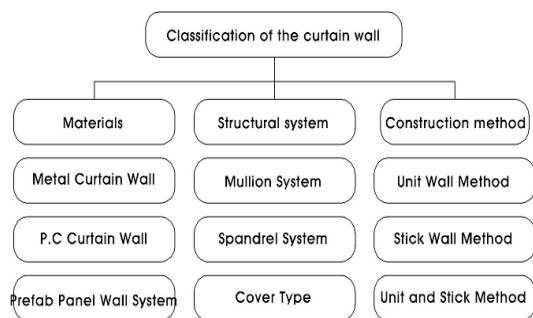 Classification of the curtain wall
Materials
Structural system
Construction method
Metal Curtain Wall
Mullion System
Unit Wall Method
P.C Curtain Wall
Spandrel System
Stick Wall Method
Prefab Panel Wall System
Cover Type
Unit and Stick Method